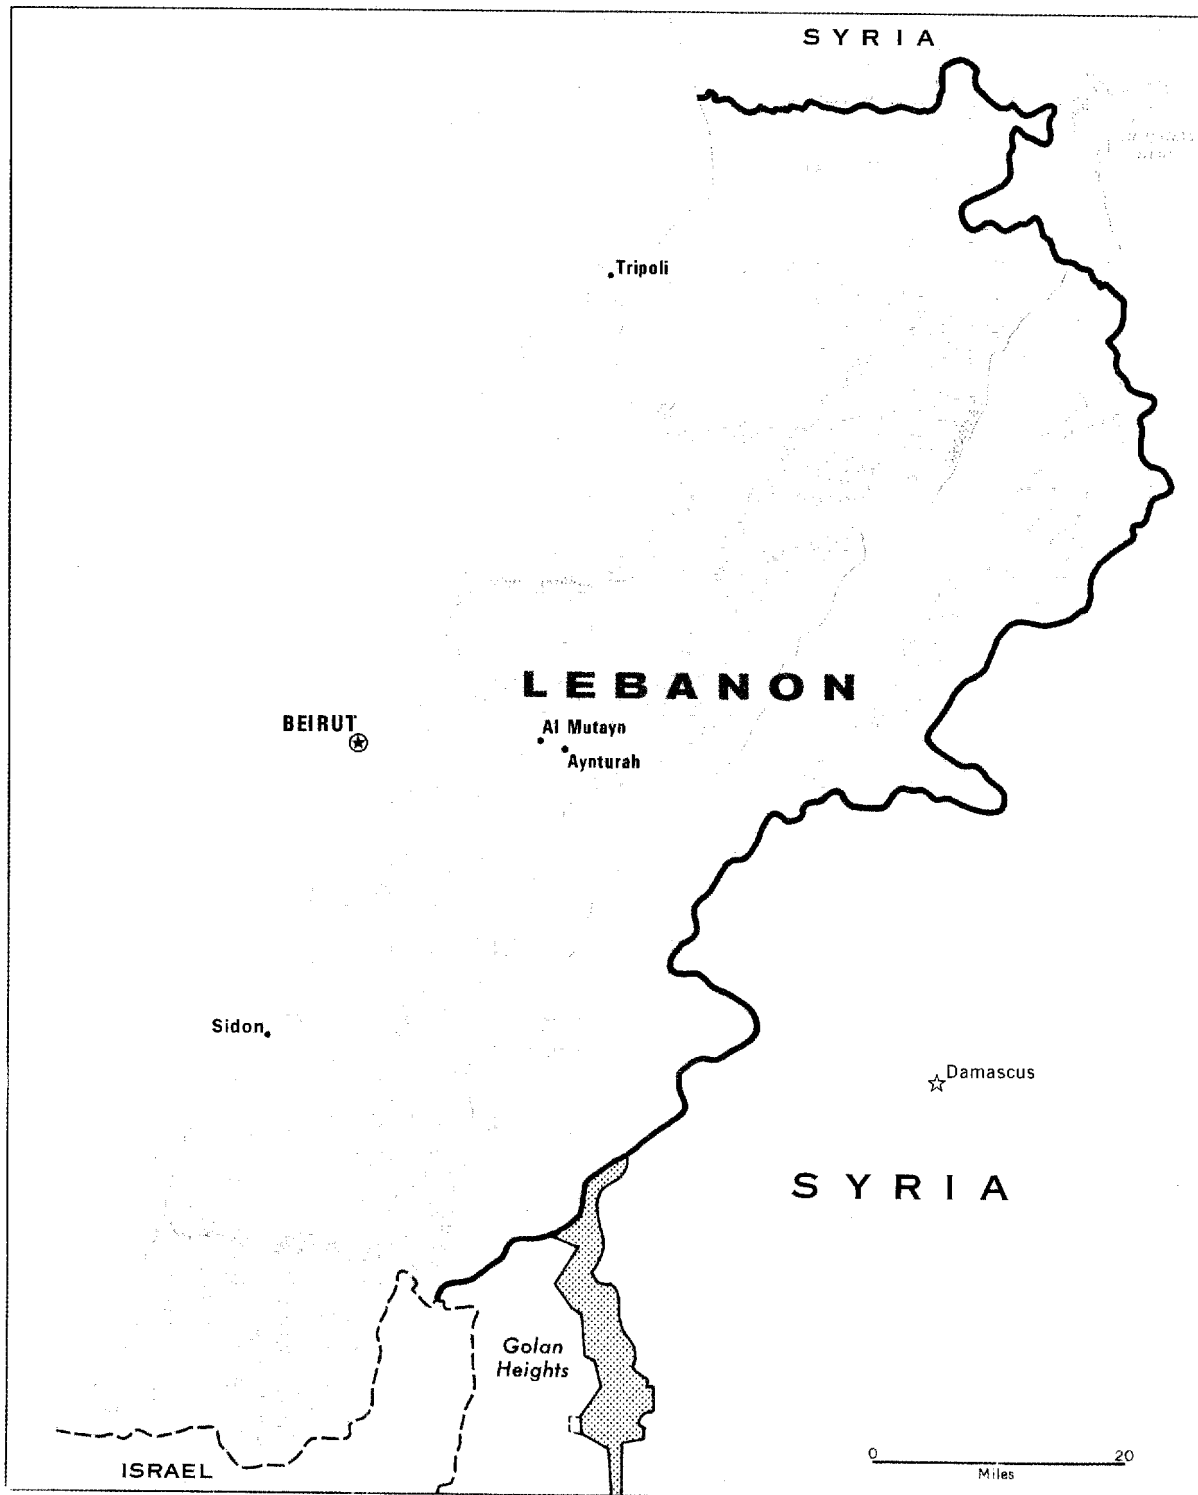 SYRIA
Tripoli
LEBANON
BEIRUT
Al Mutayn
Aynturah
Sidon
Damascus
SYRIA
Golan
Heights
ISRAEL
0 20
Miles